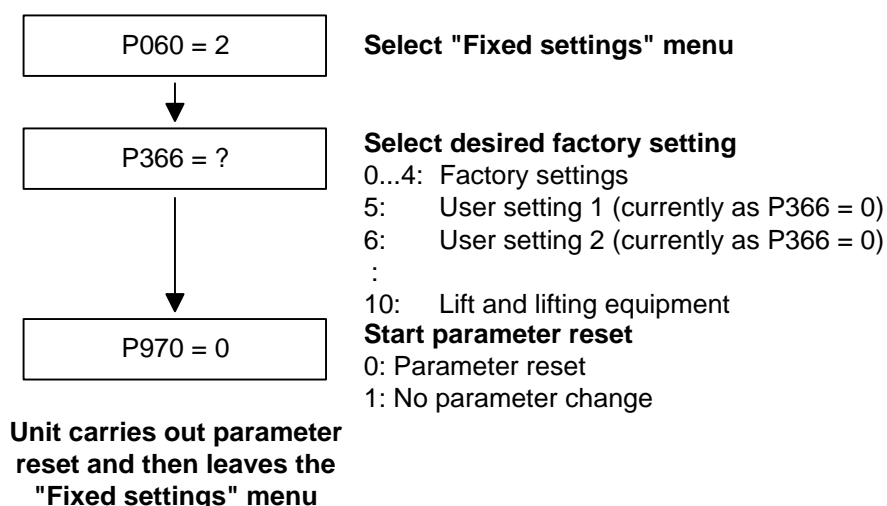 P060 = 2
Select "Fixed settings" menu
P366 = ?
Select desired factory setting
0...4: Factory settings
5: User setting 1 (currently as P366 = 0)
6: User setting 2 (currently as P366 = 0)
:
10: Lift and lifting equipment
P970 = 0
Start parameter reset
0: Parameter reset
1: No parameter change
Unit carries out parameter
reset and then leaves the
"Fixed settings" menu